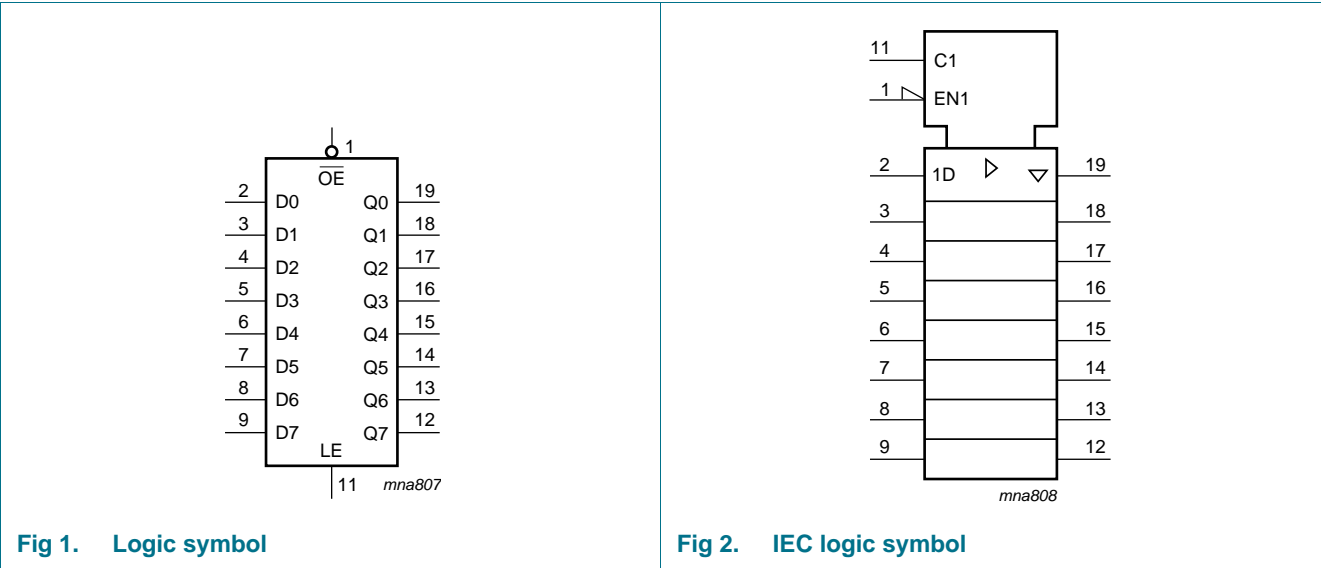 1
OE
2 D0 Q0 19
3 D1 Q1 18
4 D2 Q2 17
5 D3 Q3 16
6 D4 Q4 15
7 D5 Q5 14
8 D6 Q6 13
9 D7 Q7 12
LE
11 mna807
Fig 1. Logic symbol
11 C1
1 EN1
2 1D 19
3 18
4 17
5 16
6 15
7 14
8 13
9 12
mna808
Fig 2. IEC logic symbol